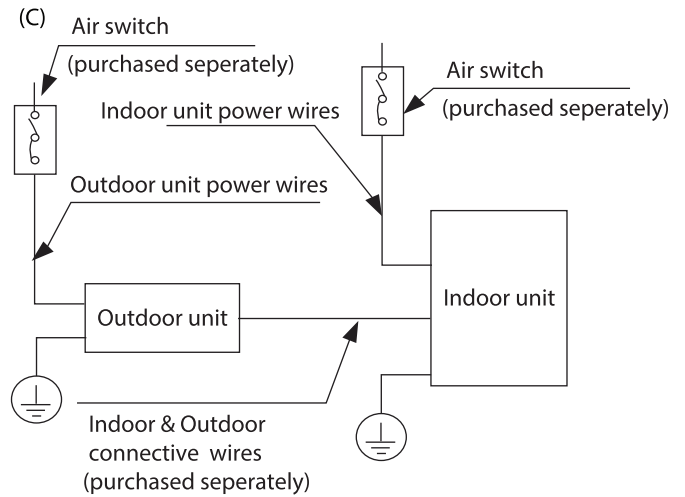 (C)
Air switch
(purchased seperately)
Air switch
(purchased seperately)
Indoor unit power wires
Outdoor unit power wires
Outdoor unit
Indoor unit
Indoor & Outdoor
connective wires
(purchased seperately)